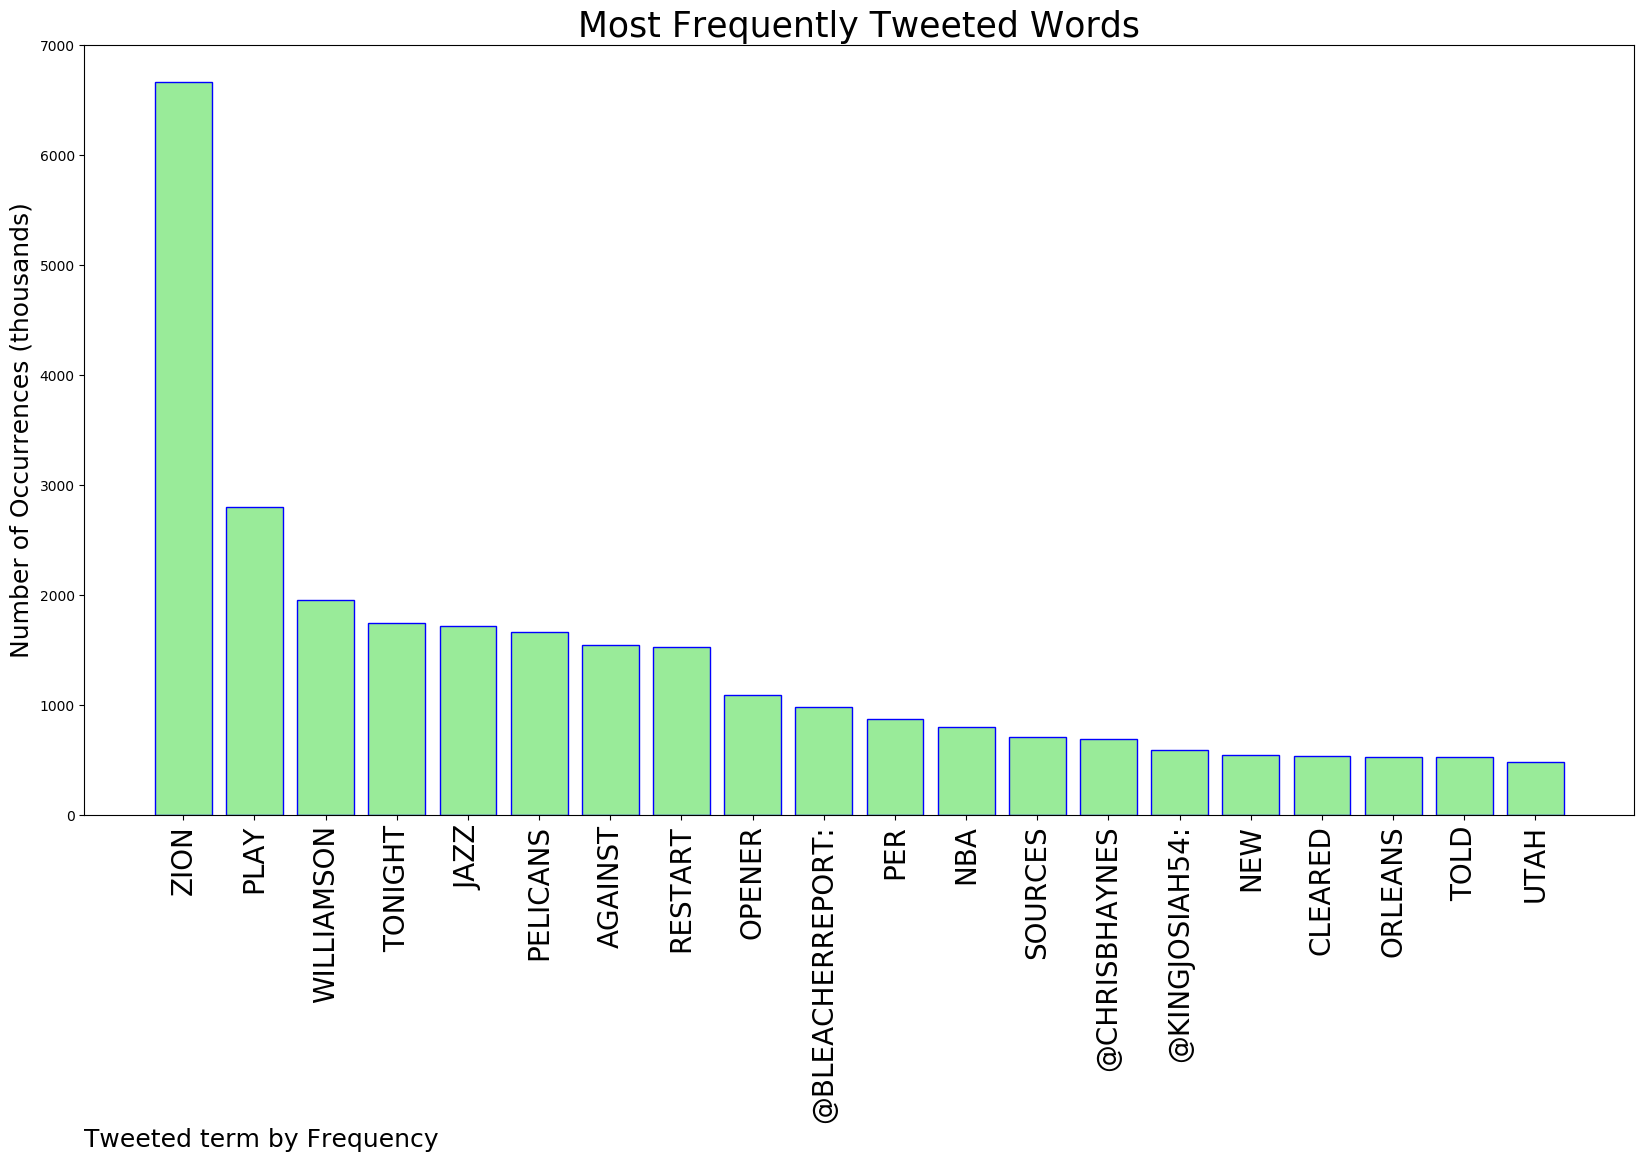 Most Frequently Tweeted Words
Number of Occurrences (thousands)
7000
6000
5000
4000
3000
2000
1000
0
ZION
PLAY
WILLIAMSON
TONIGHT
JAZZ
PELICANS
AGAINST
RESTART
OPENER
@BLEACHERREPORT:
PER
NBA
SOURCES
@CHRISBHAYNES
@KINGJOSIAH54:
NEW
CLEARED
ORLEANS
TOLD
UTAH
Tweeted term by Frequency